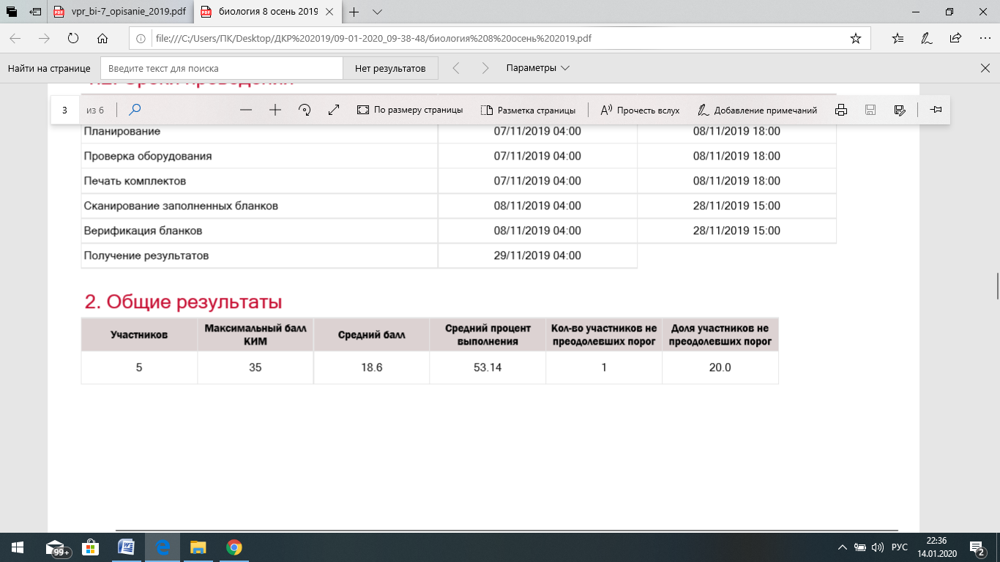 vpr_bi-7_opisanie_2019.pdf
биология 8 осень 2019
file:///C:/Users/ПК/Desktop/ДКР%202019/09-01-2020_09-38-48/биология%208%20осень%202019.pdf
Найти на странице
Введите текст для поиска
Нет результатов
Параметры
3 из 6
По размеру страницы
Разметка страницы
Прочесть вслух
Добавление примечаний
Планирование 07/11/2019 04:00 08/11/2019 18:00
Проверка оборудования 07/11/2019 04:00 08/11/2019 18:00
Печать комплектов 07/11/2019 04:00 08/11/2019 18:00
Сканирование заполненных бланков 08/11/2019 04:00 28/11/2019 15:00
Верификация бланков 08/11/2019 04:00 28/11/2019 15:00
Получение результатов 29/11/2019 04:00
2. Общие результаты
Участников
Максимальный балл
КИМ
Средний балл
Средний процент
выполнения
Кол-во участников не
преодолевших порог
Доля участников не
преодолевших порог
5 35 18.6 53.14 1 20.0
99+
РУС
22:36
14.01.2020
2